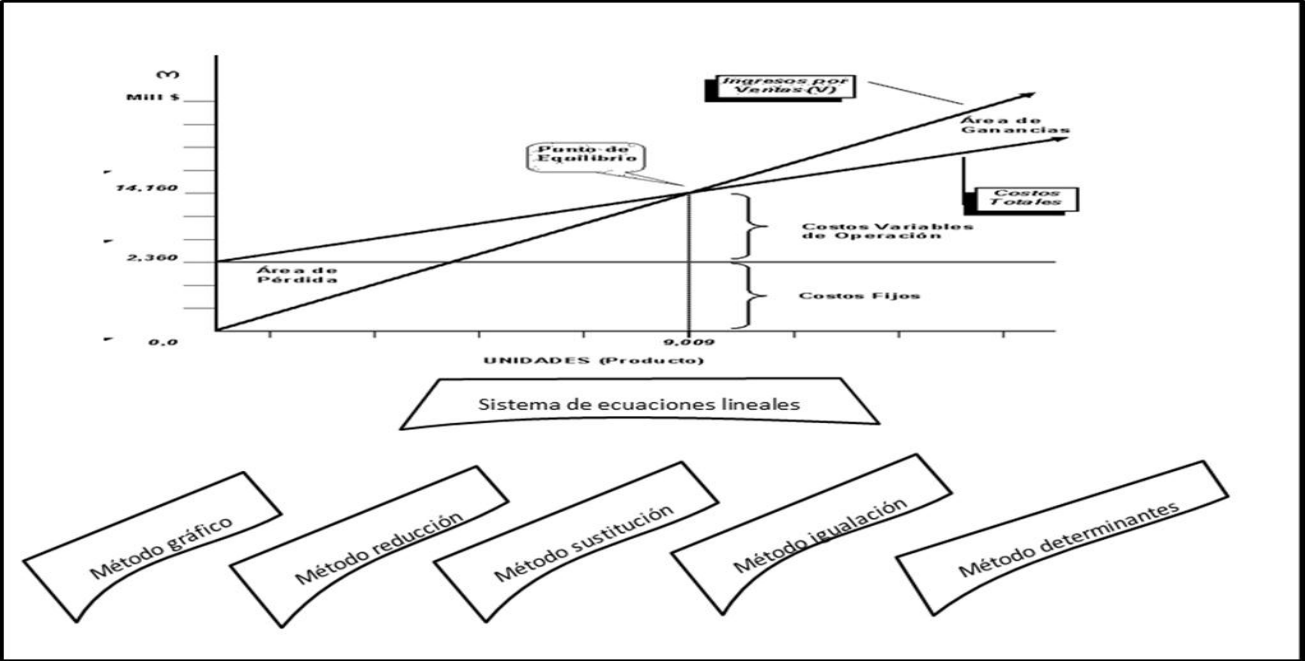 Mill $
14,160
2,360
0,0
Ingresos por
Ventas (V)
Área de
Ganancias
Punto de
Equilibrio
Costos
Totales
Costos Variables
de Operación
Área de
Pérdida
Costos Fijos
9,009
UNIDADES (Producto)
Sistema de ecuaciones lineales
Método gráfico
Método reducción
Método sustitución
Método igualación
Método determinantes